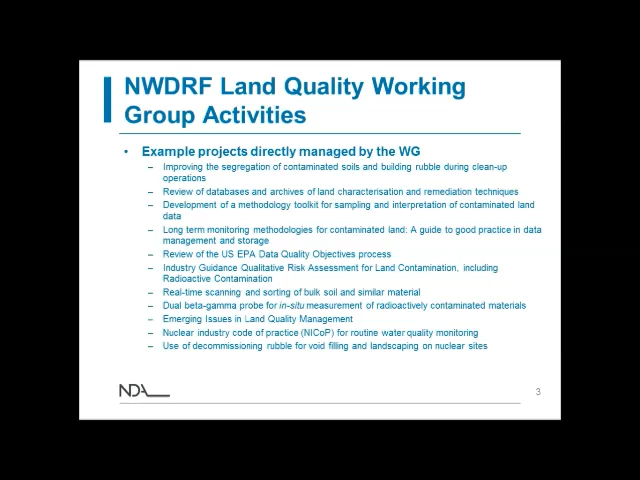 NWDRF Land Quality Working
Group Activities
• Example projects directly managed by the WG
– Improving the segregation of contaminated soils and building rubble during clean-up
operations
– Review of databases and archives of land characterisation and remediation techniques
– Development of a methodology toolkit for sampling and interpretation of contaminated land
data
– Long term monitoring methodologies for contaminated land: A guide to good practice in data
management and storage
– Review of the US EPA Data Quality Objectives process
– Industry Guidance Qualitative Risk Assessment for Land Contamination, including
Radioactive Contamination
– Real-time scanning and sorting of bulk soil and similar material
– Dual beta-gamma probe for in-situ measurement of radioactively contaminated materials
– Emerging Issues in Land Quality Management
– Nuclear industry code of practice (NICoP) for routine water quality monitoring
– Use of decommissioning rubble for void filling and landscaping on nuclear sites
NDA
3